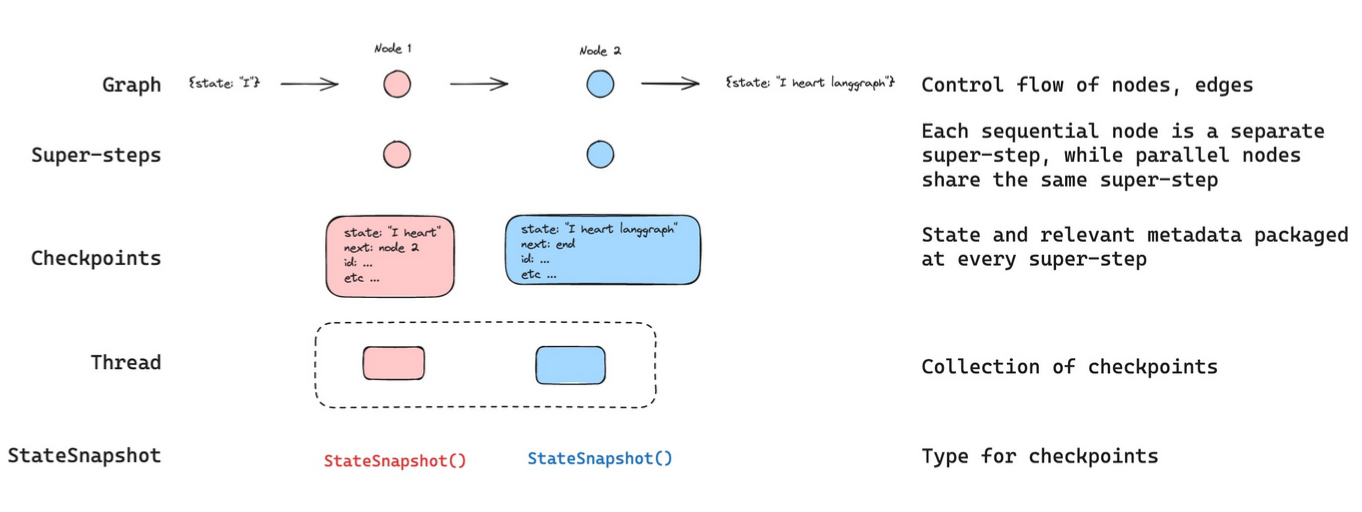 Node 1
Node 2
Graph
{state: "I"}
{state: "I heart langgraph"}
Control flow of nodes, edges
Super-steps
Each sequential node is a separate
super-step, while parallel nodes
share the same super-step
Checkpoints
state: "I heart"
next: node 2
id: ...
etc ...
state: "I heart langgraph"
next: end
id: ...
etc ...
State and relevant metadata packaged
at every super-step
Thread
Collection of checkpoints
StateSnapshot
StateSnapshot()
StateSnapshot()
Type for checkpoints